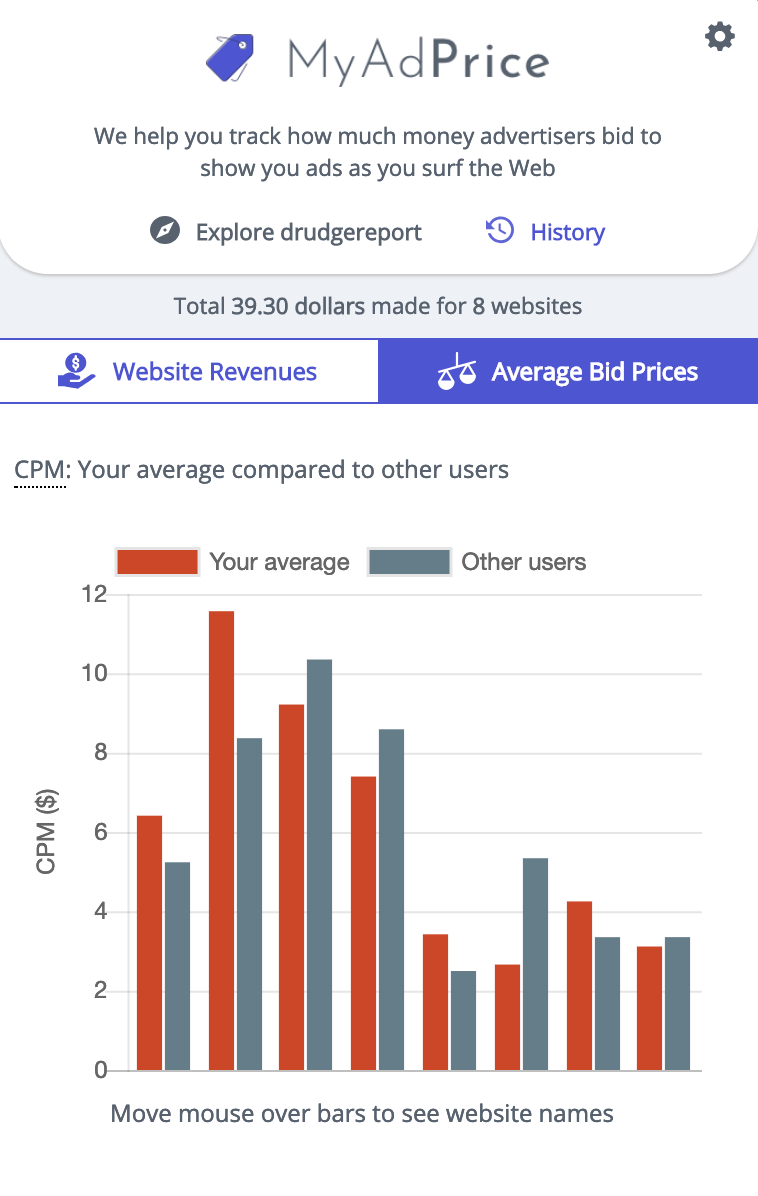 MyAdPrice
We help you track how much money advertisers bid to
show you ads as you surf the Web
Explore drudgereport History
Total 39.30 dollars made for 8 websites
Website Revenues Average Bid Prices
CPM: Your average compared to other users
Your average Other users
12
10
8
6
4
2
0
CPM ($)
Move mouse over bars to see website names